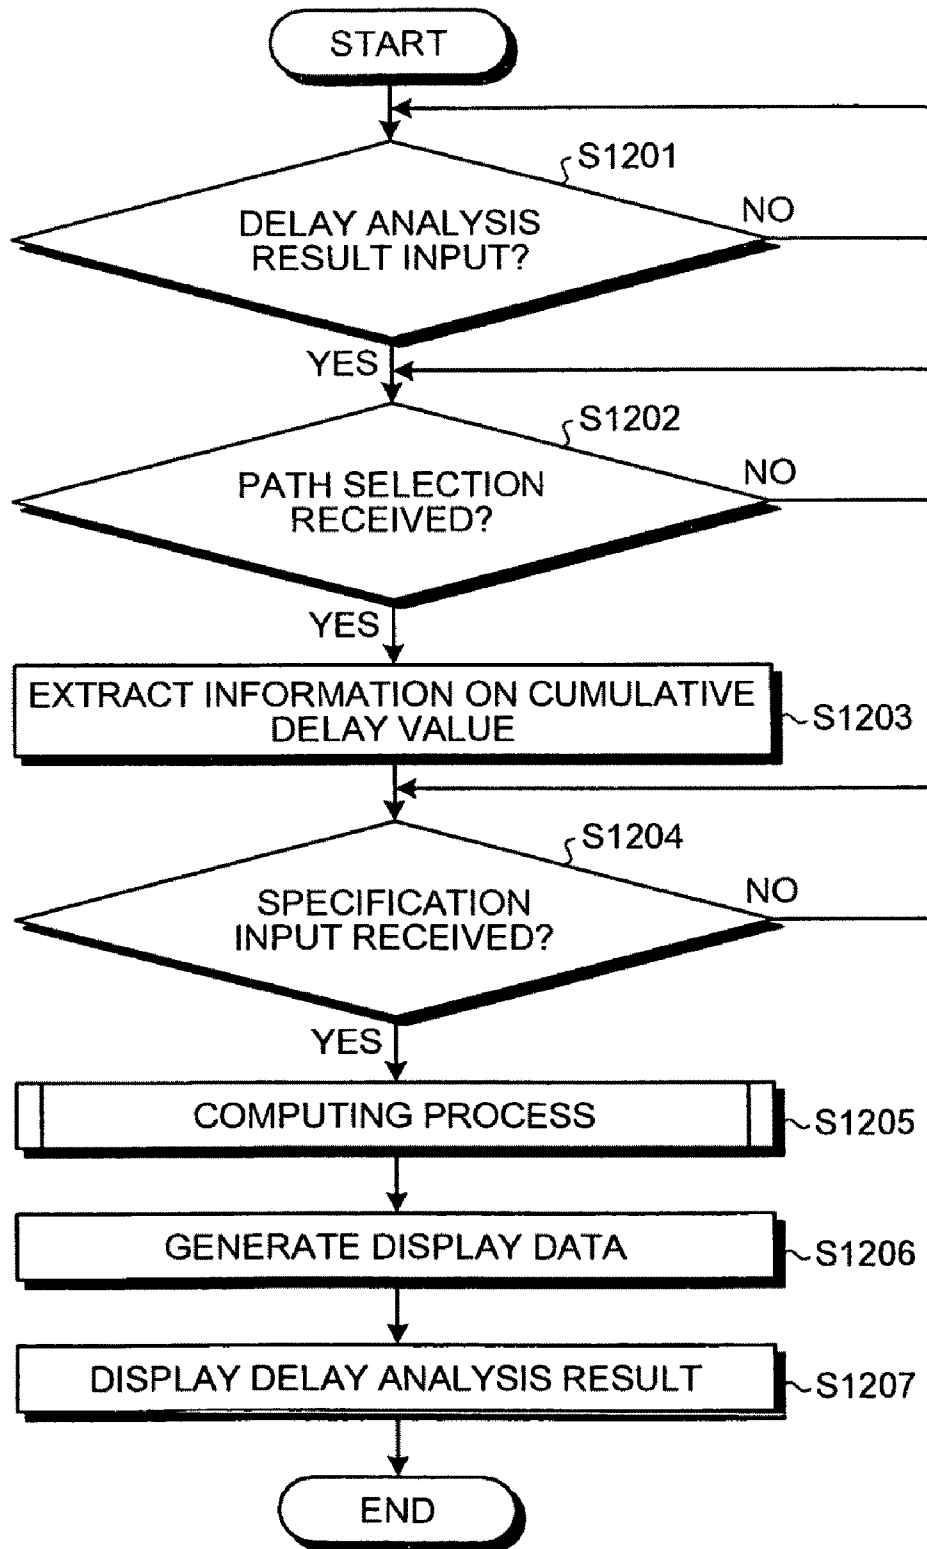 START
S1201
DELAY ANALYSIS
RESULT INPUT?
NO
YES
S1202
PATH SELECTION
RECEIVED?
NO
YES
EXTRACT INFORMATION ON CUMULATIVE
DELAY VALUE
S1203
S1204
SPECIFICATION
INPUT RECEIVED?
NO
YES
COMPUTING PROCESS
S1205
GENERATE DISPLAY DATA
S1206
DISPLAY DELAY ANALYSIS RESULT
S1207
END